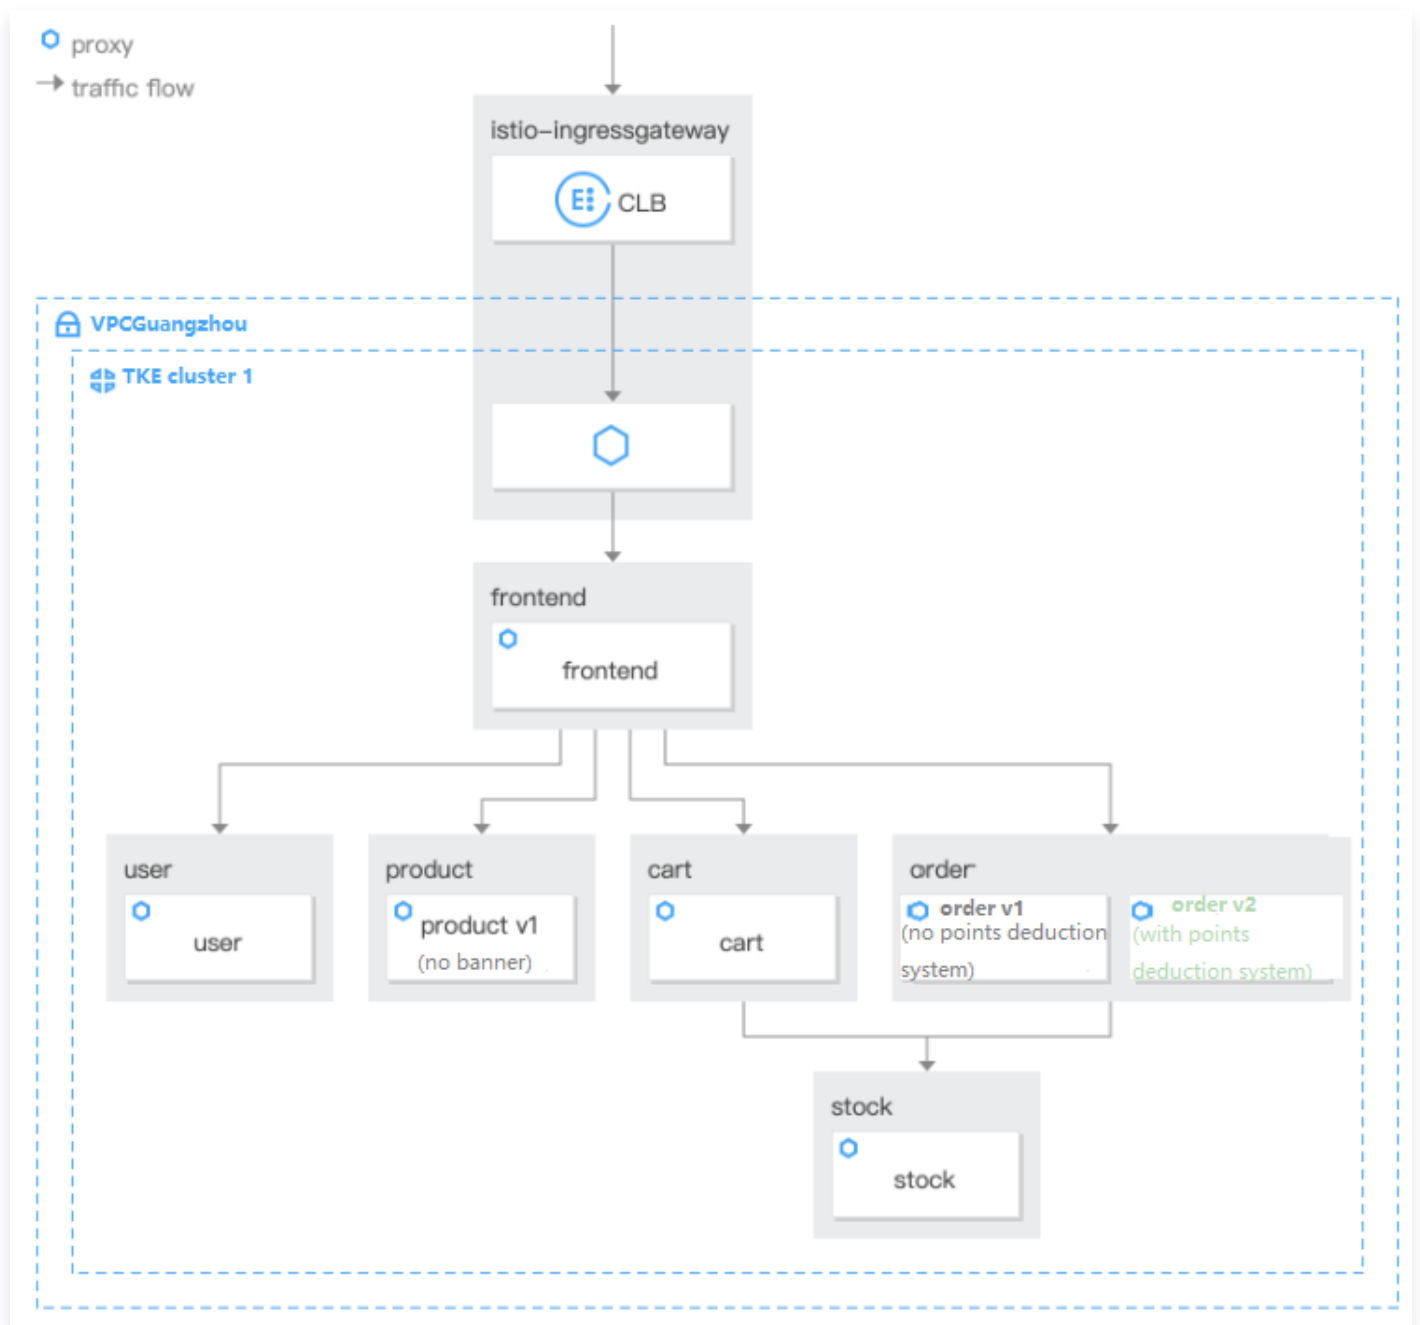 proxy
traffic flow
istio-ingressgateway
CLB
VPCGuangzhou
TKE cluster 1
frontend
frontend
user
user
product
product v1
(no banner)
cart
cart
order
order v1
(no points deduction
system)
order v2
(with points
deduction system)
stock
stock